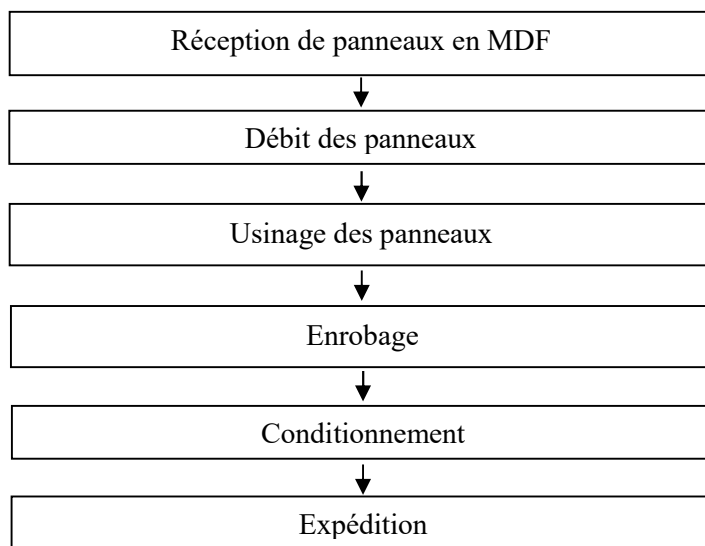 Réception de panneaux en MDF
Débit des panneaux
Usinage des panneaux
Enrobage
Conditionnement
Expédition